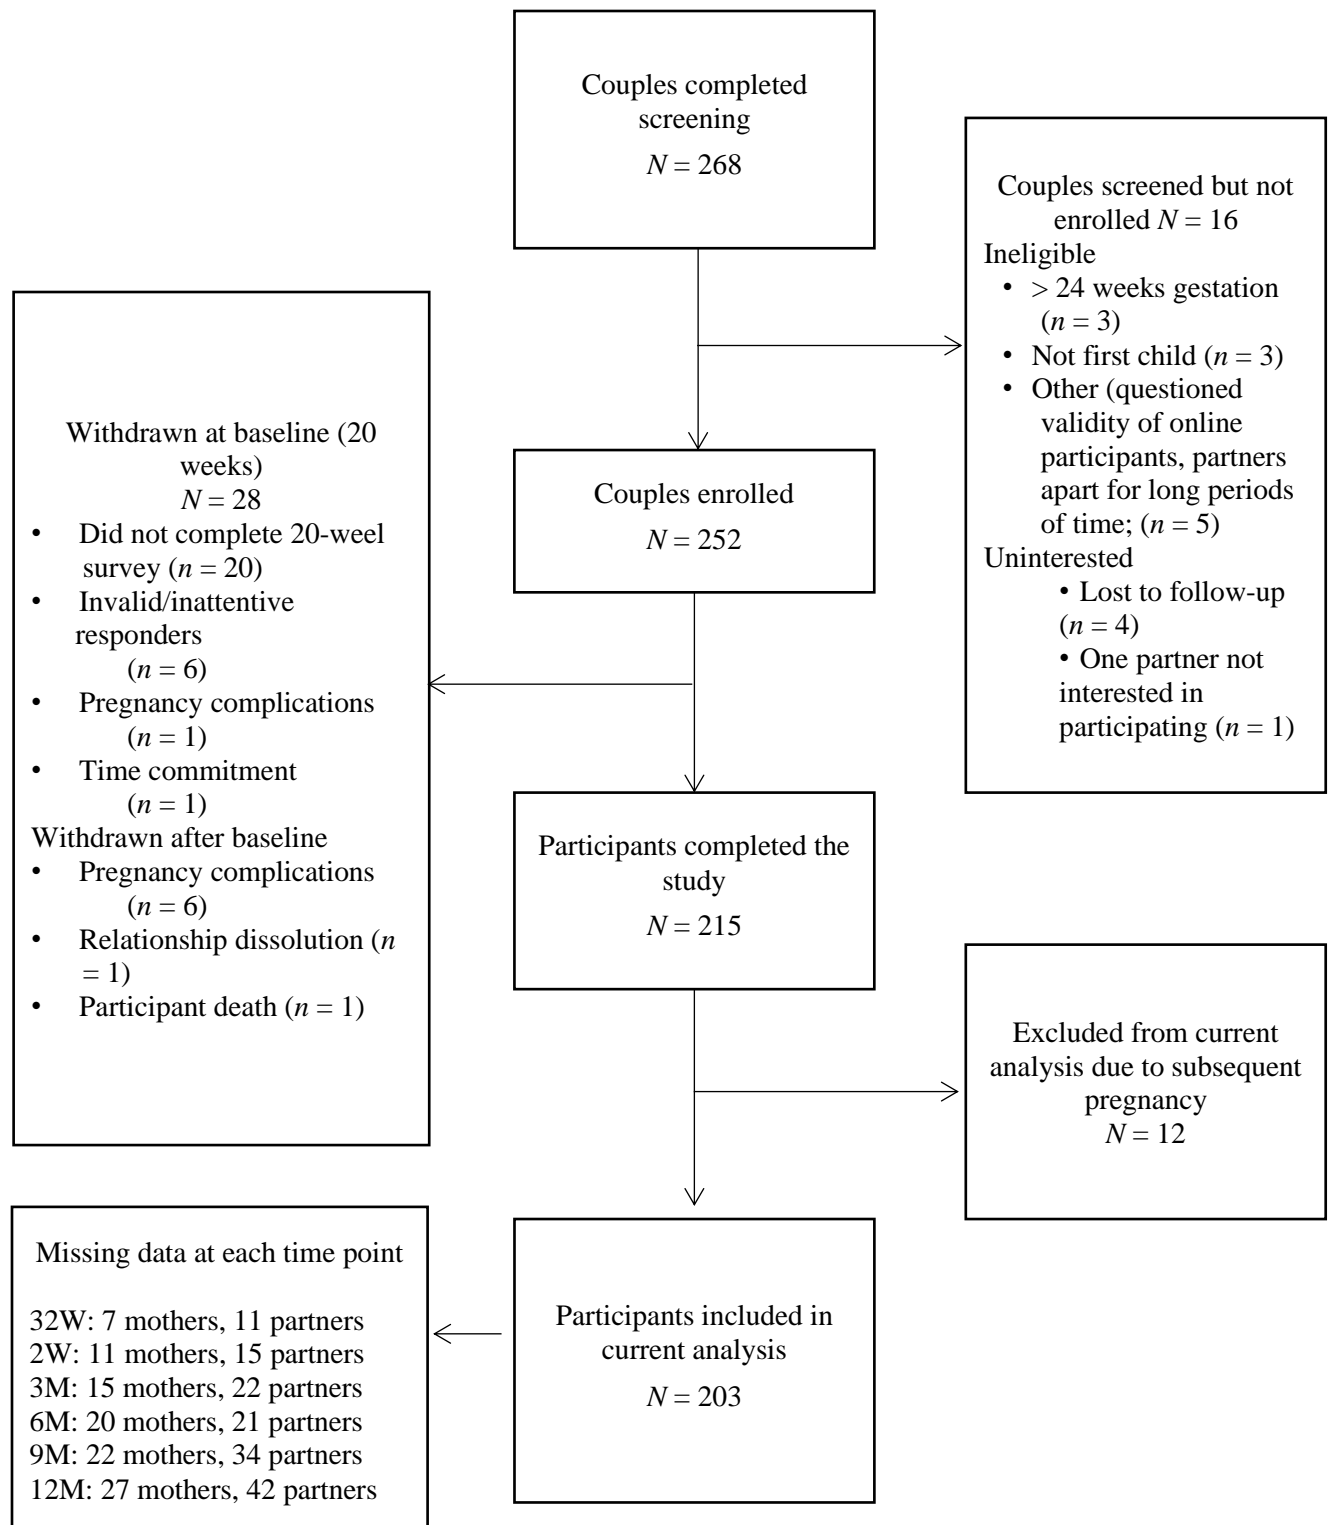 Couples completed
screening
N = 268
Couples screened but not
enrolled N = 16
Ineligible
• > 24 weeks gestation
(n = 3)
• Not first child (n = 3)
• Other (questioned
validity of online
participants, partners
apart for long periods
of time; (n = 5)
Uninterested
• Lost to follow-up
(n = 4)
• One partner not
interested in
participating (n = 1)
Withdrawn at baseline (20
weeks)
N = 28
• Did not complete 20-weel
survey (n = 20)
• Invalid/inattentive
responders
(n = 6)
• Pregnancy complications
(n = 1)
• Time commitment
(n = 1)
Withdrawn after baseline
• Pregnancy complications
(n = 6)
• Relationship dissolution (n
= 1)
• Participant death (n = 1)
Couples enrolled
N = 252
Participants completed the
study
N = 215
Excluded from current
analysis due to subsequent
pregnancy
N = 12
Missing data at each time point
32W: 7 mothers, 11 partners
2W: 11 mothers, 15 partners
3M: 15 mothers, 22 partners
6M: 20 mothers, 21 partners
9M: 22 mothers, 34 partners
12M: 27 mothers, 42 partners
Participants included in
current analysis
N = 203